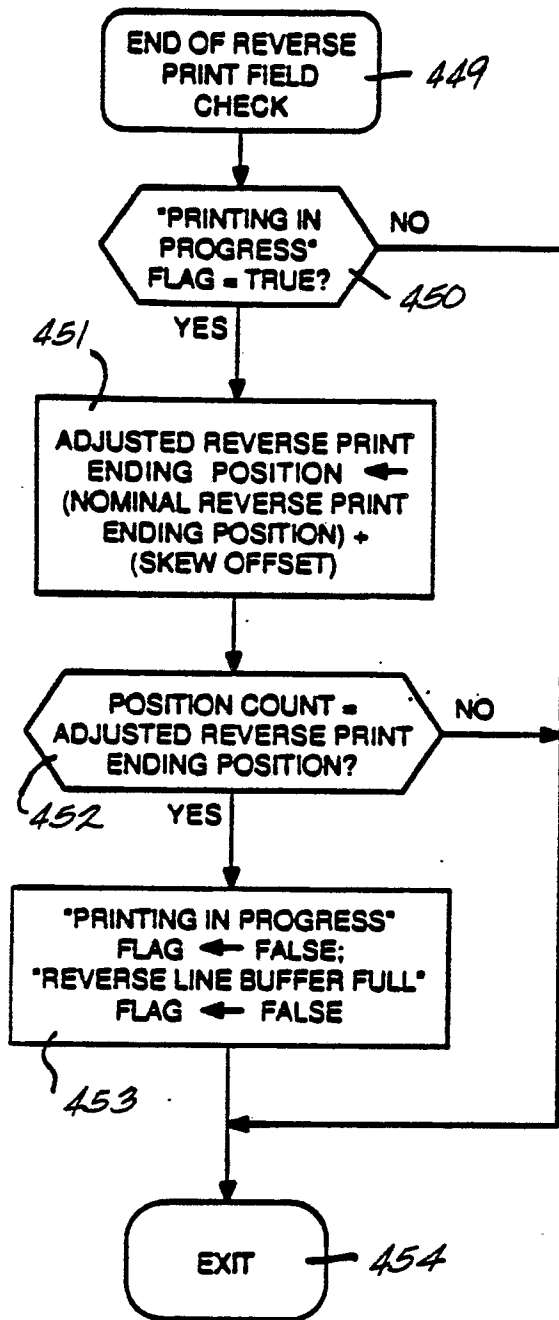 END OF REVERSE
PRINT FIELD
CHECK
449
"PRINTING IN
PROGRESS"
FLAG = TRUE?
NO
450
YES
451
ADJUSTED REVERSE PRINT
ENDING POSITION ←
(NOMINAL REVERSE PRINT
ENDING POSITION) +
(SKEW OFFSET)
POSITION COUNT =
ADJUSTED REVERSE PRINT
ENDING POSITION?
NO
452
YES
"PRINTING IN PROGRESS"
FLAG ← FALSE;
"REVERSE LINE BUFFER FULL"
FLAG ← FALSE
453
EXIT
454